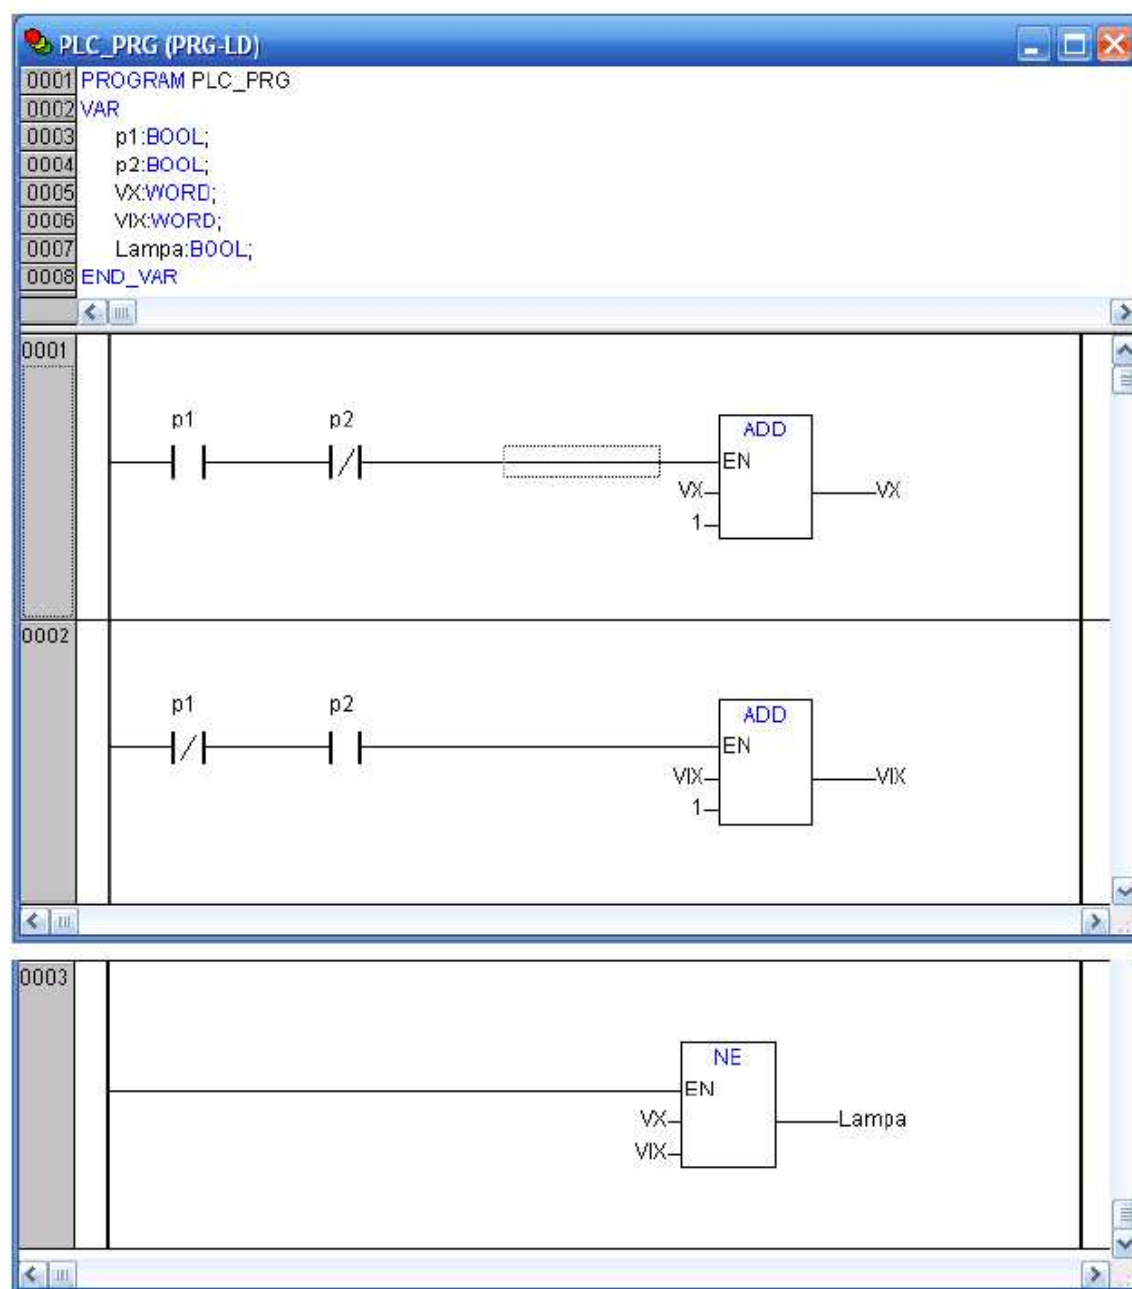 PLC_PRG (PRG-LD)
0001 PROGRAM PLC_PRG
0002 VAR
0003 p1:BOOL;
0004 p2:BOOL;
0005 VX:WORD;
0006 VIX:WORD;
0007 Lampa:BOOL;
0008 END_VAR
0001
p1 p2 ADD
EN
VX VX
1
0002
p1 p2 ADD
EN
VIX VIX
1
0003
NE
EN
VX Lampa
VIX